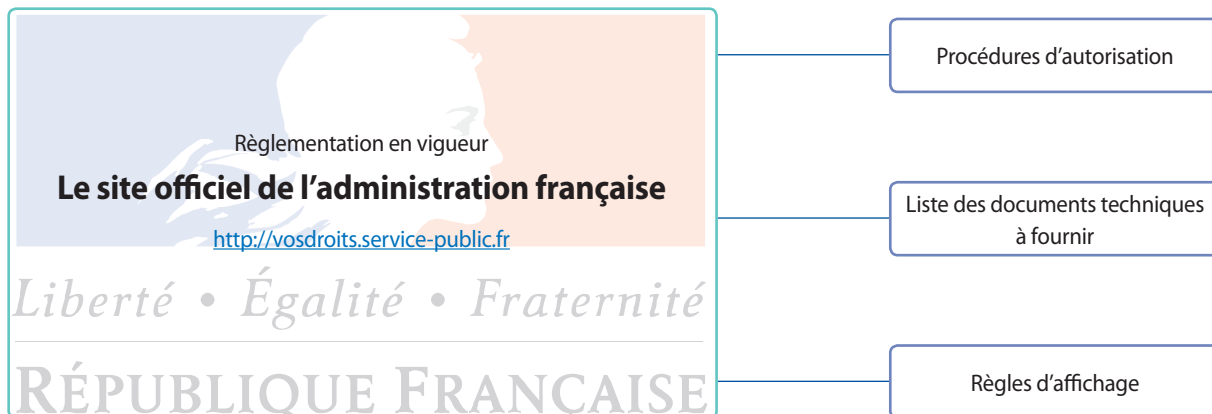 Règlementation en vigueur
Le site officiel de l’administration française
http://vosdroits.service-public.fr
Liberté • Égalité • Fraternité
RÉPUBLIQUE FRANÇAISE
Procédures d’autorisation
Liste des documents techniques
à fournir
Règles d’affichage